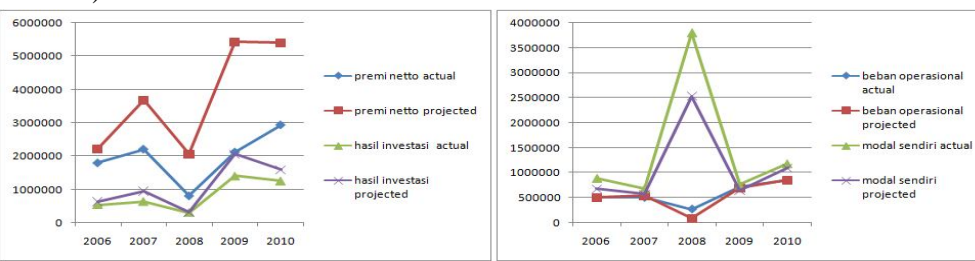 6000000
5000000
4000000
3000000
2000000
1000000
0
2006 2007 2008 2009 2010
premi netto actual
premi netto projected
hasil investasi actual
hasil investasi
projected
4000000
3500000
3000000
2500000
2000000
1500000
1000000
500000
0
2006 2007 2008 2009 2010
beban operasional
actual
beban operasional
projected
modal sendiri actual
modal sendiri
projected